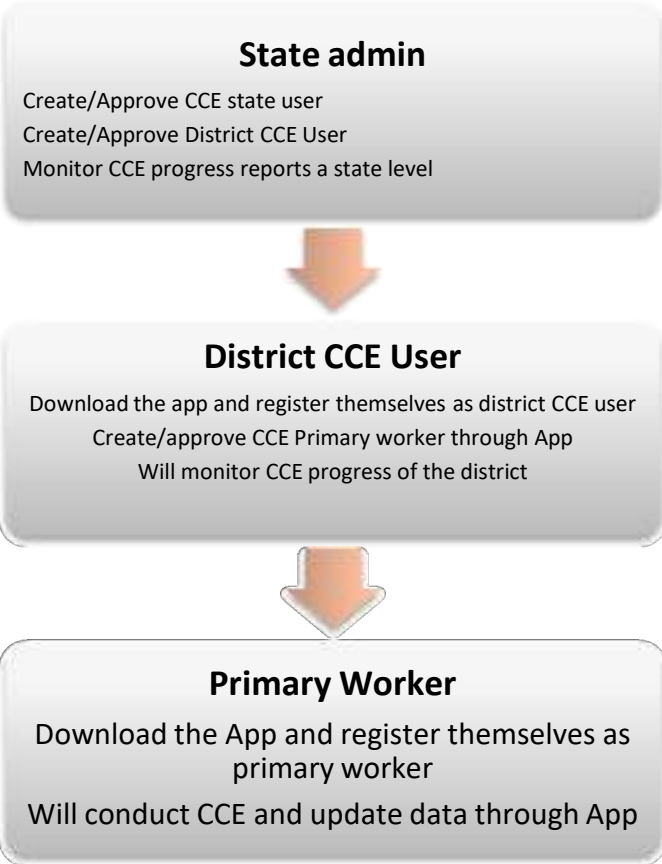 State admin
Create/Approve CCE state user
Create/Approve District CCE User
Monitor CCE progress reports a state level
District CCE User
Download the app and register themselves as district CCE user
Create/approve CCE Primary worker through App
Will monitor CCE progress of the district
Primary Worker
Download the App and register themselves as
primary worker
Will conduct CCE and update data through App